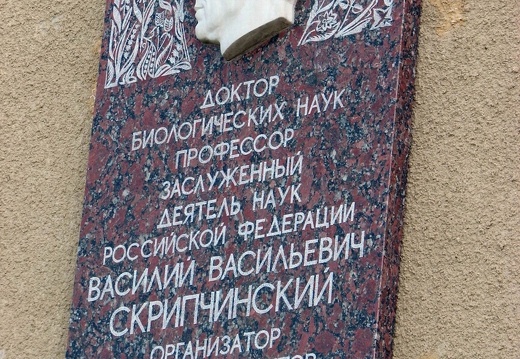 ДОКТОР
БИОЛОГИЧЕСКИХ НАУК
ПРОФЕССОР
ЗАСЛУЖЕННЫЙ
ДЕЯТЕЛЬ НАУК
РОССИЙСКОЙ ФЕДЕРАЦИИ
ВАСИЛИЙ ВАСИЛЬЕВИЧ
СКРИПЧИНСКИЙ
ОРГАНИЗАТОР